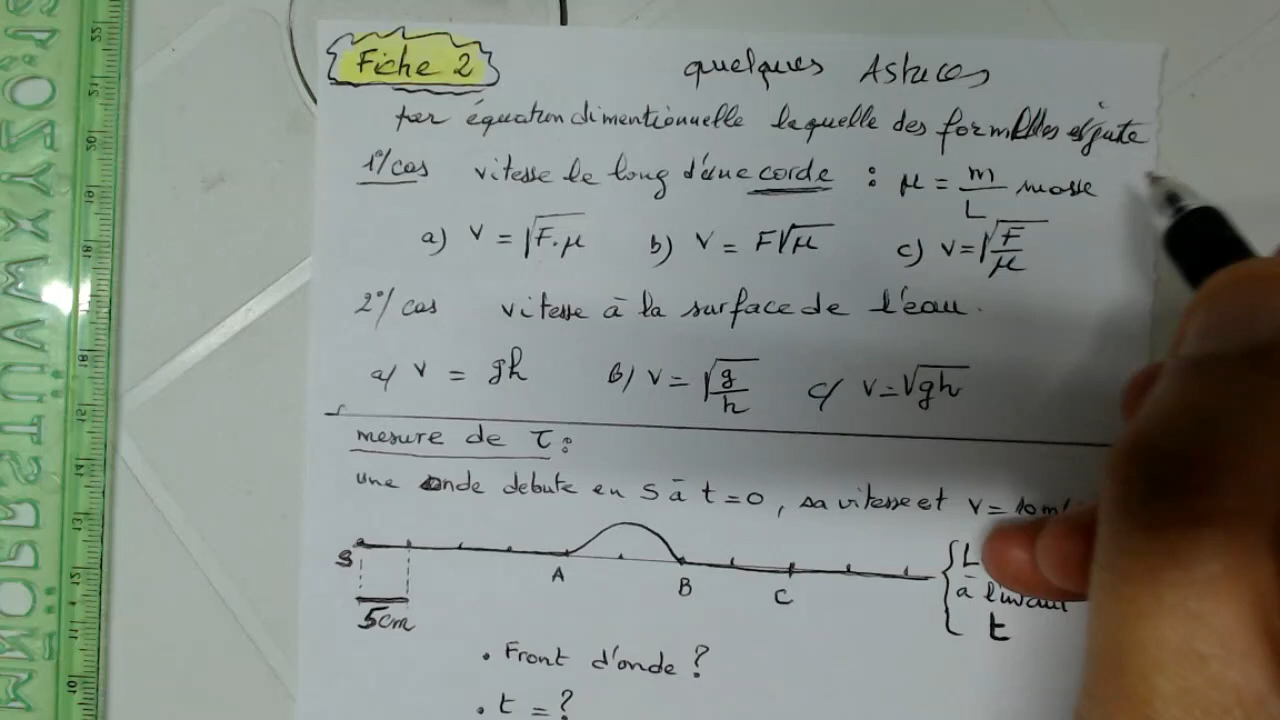 Fiche 2
quelques Astuces
par équation dimentionnelle laquelle des formules est juste
1°/cas vitesse le long d'une corde : μ = m/L masse
a) v = √F.μ b) v = F√μ c) v = √F/μ
2°/cas vitesse à la surface de l'eau.
a/ v = gh b/ v = √g/h c/ v = √gh
mesure de τ :
une onde debute en S à t = 0, sa vitesse et v = 10m/
S
A
B
C
5cm
L
à l'instant
t
. Front d'onde ?
. t = ?